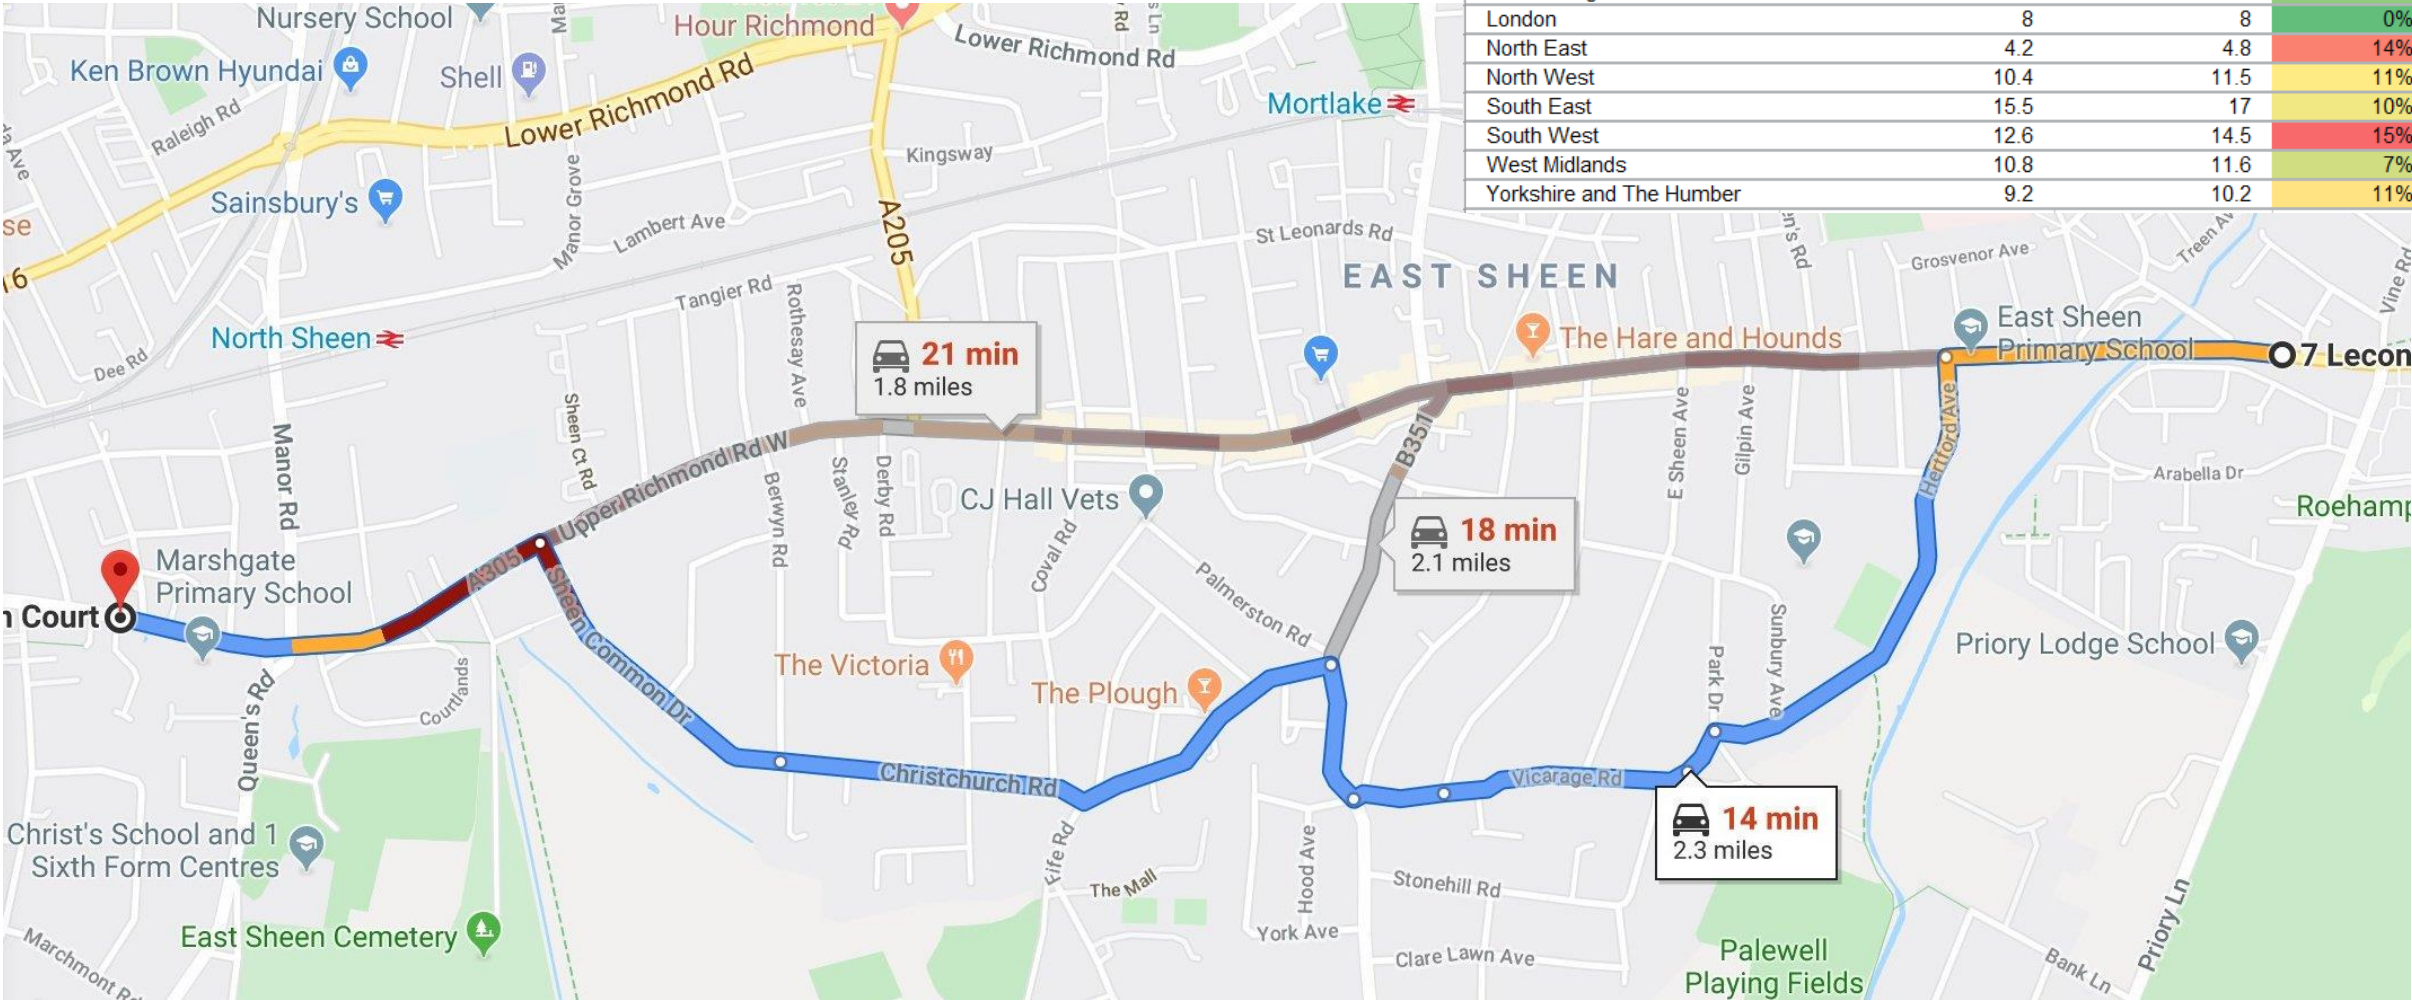 Nursery School
Hour Richmond
Lower Richmond Rd
London 8 8 0%
North East 4.2 4.8 14%
North West 10.4 11.5 11%
South East 15.5 17 10%
South West 12.6 14.5 15%
West Midlands 10.8 11.6 7%
Yorkshire and The Humber 9.2 10.2 11%
Ken Brown Hyundai
Shell
Lower Richmond Rd
Mortlake
Raleigh Rd
Kingsway
Sainsbury's
Manor Grove
Lambert Ave
A205
St Leonards Rd
EAST SHEEN
Grosvenor Ave
Vine Rd
Tangier Rd
Rothesay Ave
North Sheen
Dee Rd
21 min
1.8 miles
The Hare and Hounds
East Sheen
Primary School
7 Lecon
Manor Rd
Sheen Ct Rd
Upper Richmond Rd W
Berwyn Rd
Stanley Rd
Derby Rd
CJ Hall Vets
Coval Rd
B351
E Sheen Ave
Gilpin Ave
Hertford Ave
Arabella Dr
Roehamp
18 min
2.1 miles
Marshgate
Primary School
A305
n Court
Sheen Common Dr
Palmerston Rd
The Victoria
The Plough
Park Dr
Sunbury Ave
Priory Lodge School
Queen's Rd
Courtlands
Christchurch Rd
Vicarage Rd
14 min
2.3 miles
Christ's School and 1
Sixth Form Centres
Fife Rd
The Mall
Hood Ave
Stonehill Rd
York Ave
Clare Lawn Ave
East Sheen Cemetery
Marchmont Rd
Palewell
Playing Fields
Priory Ln
Bank Ln